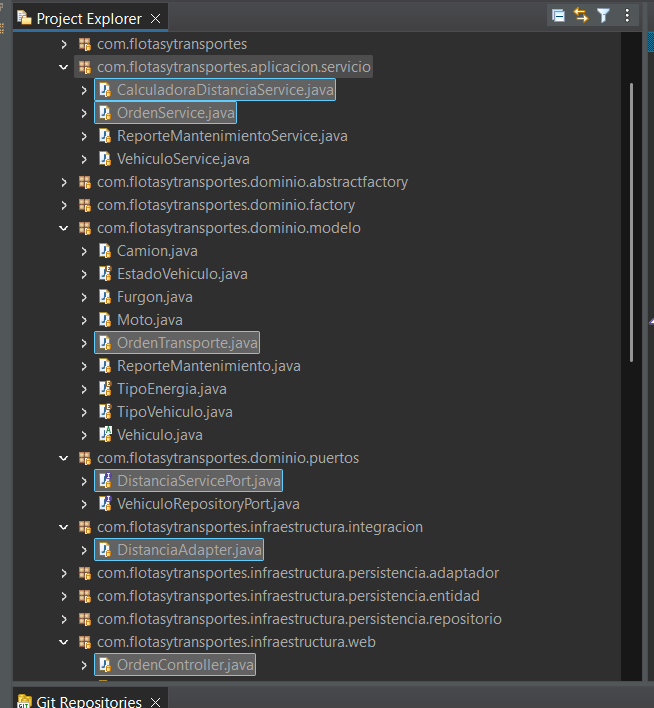 Project Explorer
com.flotasytransportes
com.flotasytransportes.aplicacion.servicio
CalculadoraDistanciaService.java
OrdenService.java
ReporteMantenimientoService.java
VehiculoService.java
com.flotasytransportes.dominio.abstractfactory
com.flotasytransportes.dominio.factory
com.flotasytransportes.dominio.modelo
Camion.java
EstadoVehiculo.java
Furgon.java
Moto.java
OrdenTransporte.java
ReporteMantenimiento.java
TipoEnergia.java
TipoVehiculo.java
Vehiculo.java
com.flotasytransportes.dominio.puertos
DistanciaServicePort.java
VehiculoRepositoryPort.java
com.flotasytransportes.infraestructura.integracion
DistanciaAdapter.java
com.flotasytransportes.infraestructura.persistencia.adaptador
com.flotasytransportes.infraestructura.persistencia.entidad
com.flotasytransportes.infraestructura.persistencia.repositorio
com.flotasytransportes.infraestructura.web
OrdenController.java
Git Repositories